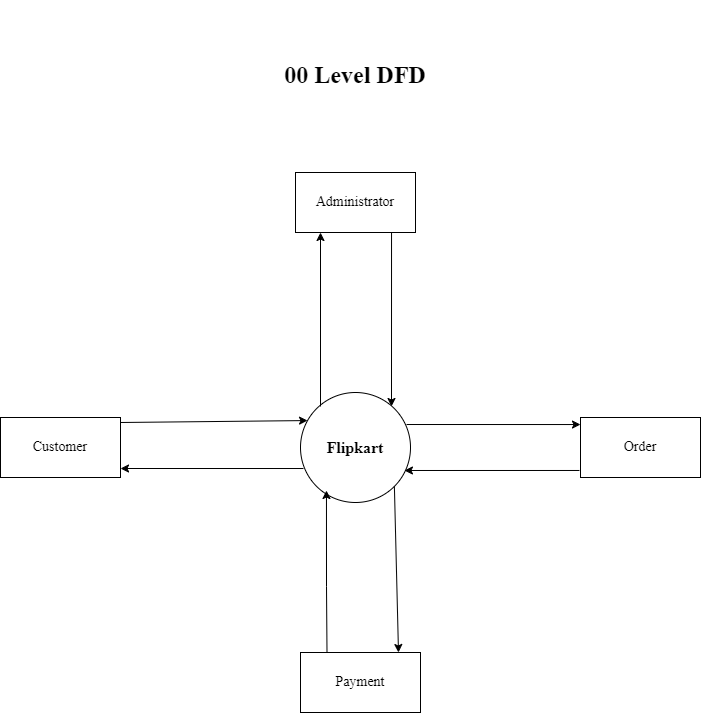 00 Level DFD
Administrator
Customer
Flipkart
Order
Payment